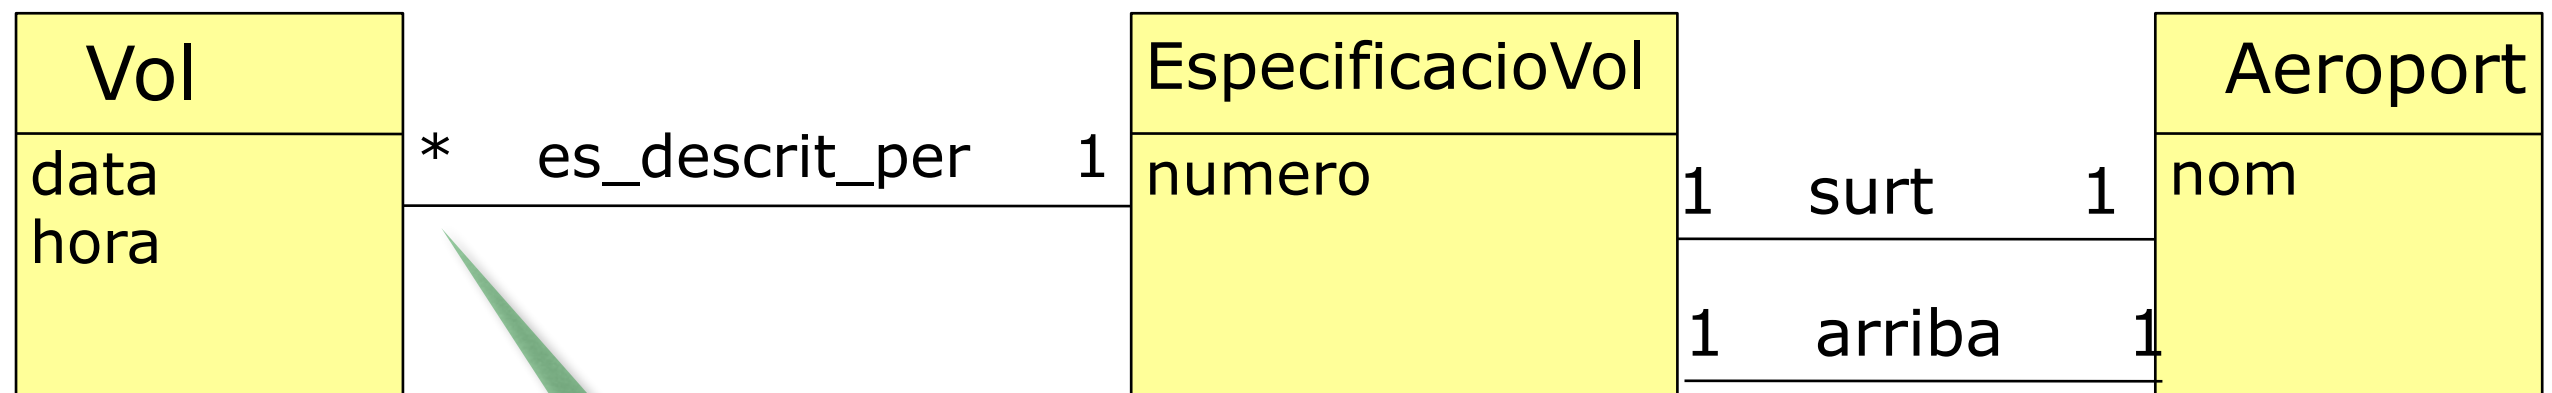 Vol
data
hora
* es_descrit_per 1
EspecificacioVol
numero
1 surt 1
1 arriba 1
Aeroport
nom